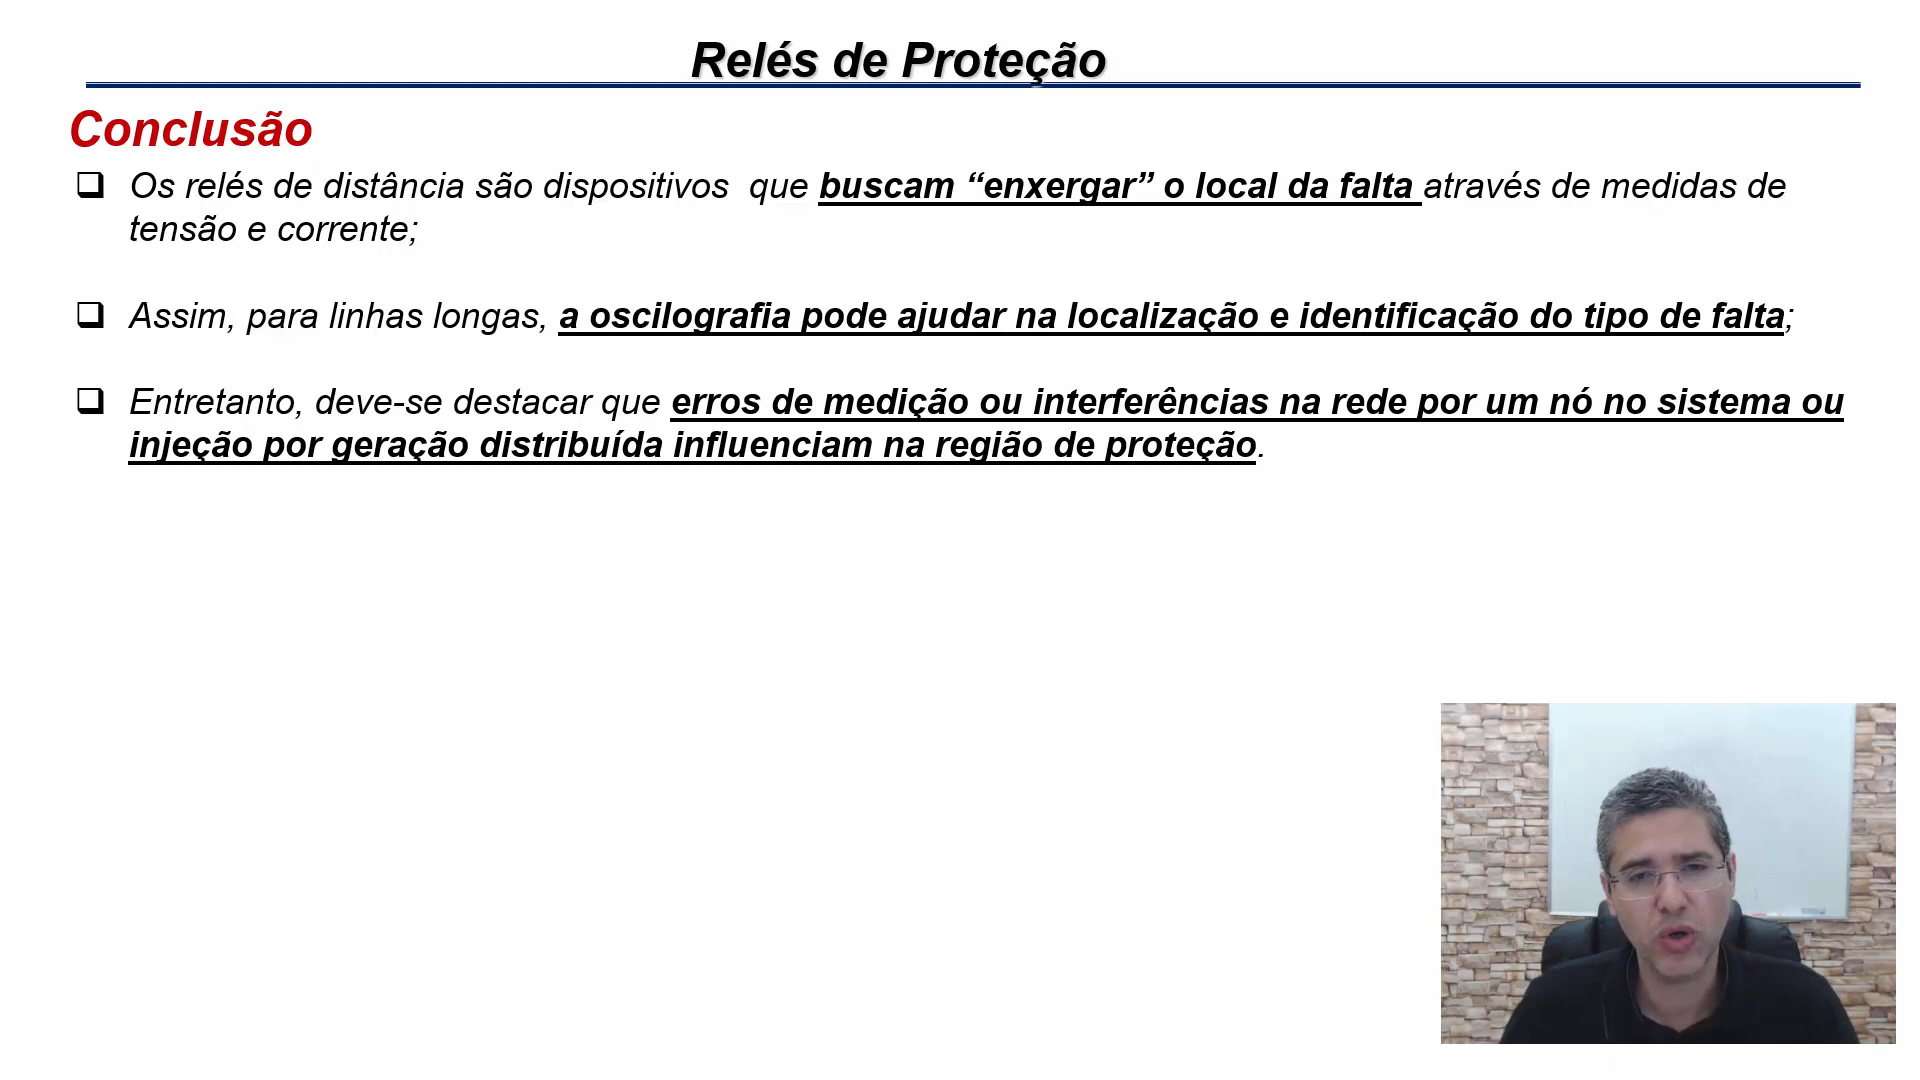 Relés de Proteção
Conclusão
Os relés de distância são dispositivos que buscam “enxergar” o local da falta através de medidas de
tensão e corrente;
Assim, para linhas longas, a oscilografia pode ajudar na localização e identificação do tipo de falta;
Entretanto, deve-se destacar que erros de medição ou interferências na rede por um nó no sistema ou
injeção por geração distribuída influenciam na região de proteção.